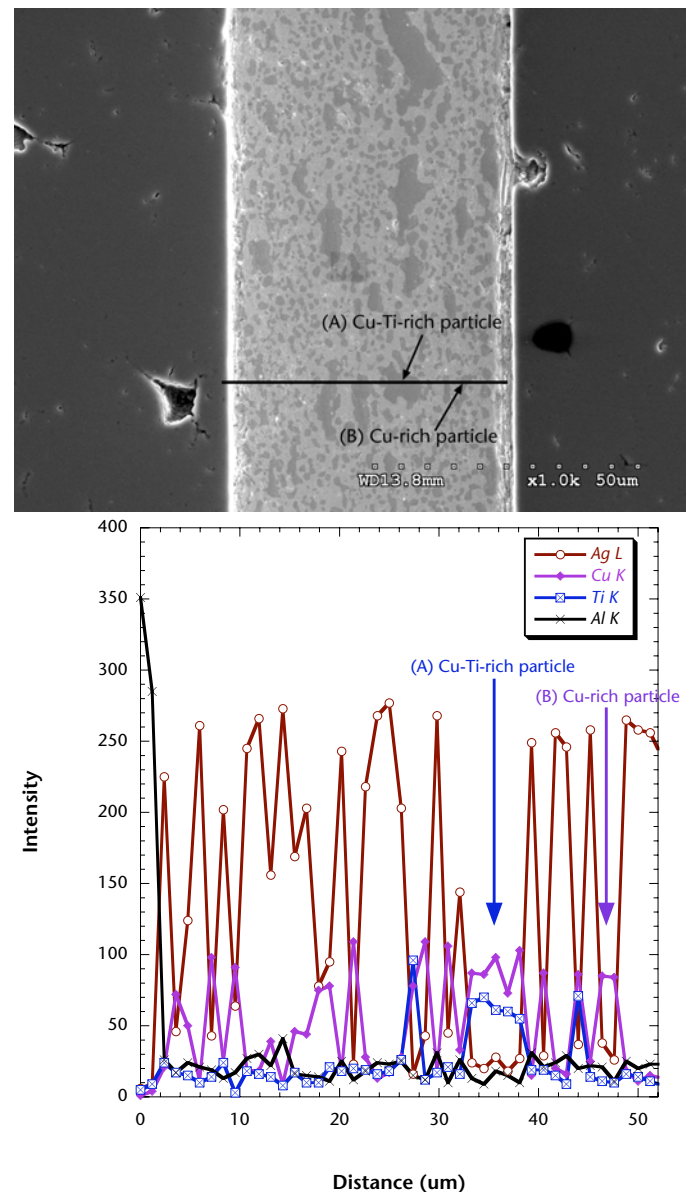 (A) Cu-Ti-rich particle
(B) Cu-rich particle
WD13.8mm x1.0k 50um
400
350
300
250
200
150
100
50
0
Intensity
Ag L
Cu K
Ti K
Al K
(A) Cu-Ti-rich particle
(B) Cu-rich particle
0 10 20 30 40 50
Distance (um)